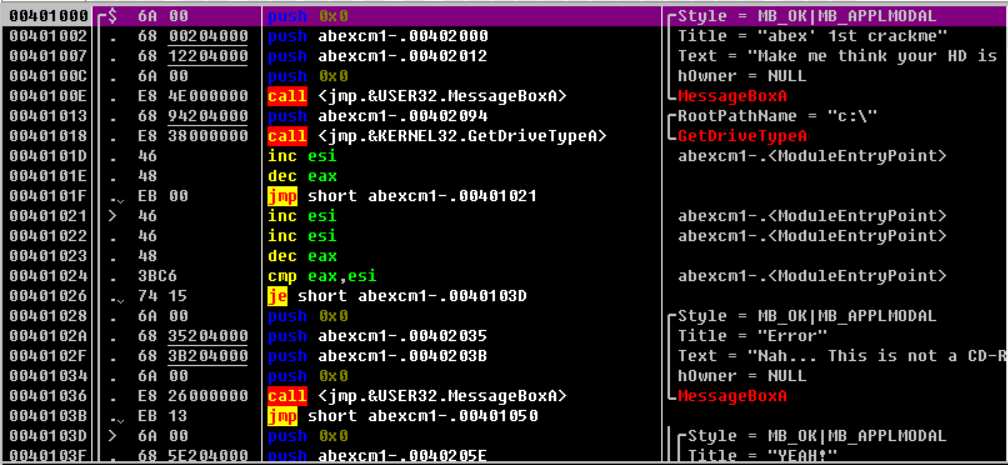 00401000 ┌$ 6A 00 push 0x0 ┌Style = MB_OK|MB_APPLMODAL
00401002 . 68 00204000 push abexcm1-.00402000 Title = "abex' 1st crackme"
00401007 . 68 12204000 push abexcm1-.00402012 Text = "Make me think your HD is
0040100C . 6A 00 push 0x0 hOwner = NULL
0040100E . E8 4E000000 call <jmp.&USER32.MessageBoxA> └MessageBoxA
00401013 . 68 94204000 push abexcm1-.00402094 ┌RootPathName = "c:\"
00401018 . E8 38000000 call <jmp.&KERNEL32.GetDriveTypeA> └GetDriveTypeA
0040101D . 46 inc esi abexcm1-.<ModuleEntryPoint>
0040101E . 48 dec eax
0040101F .ˬ EB 00 jmp short abexcm1-.00401021
00401021 > 46 inc esi abexcm1-.<ModuleEntryPoint>
00401022 . 46 inc esi abexcm1-.<ModuleEntryPoint>
00401023 . 48 dec eax
00401024 . 3BC6 cmp eax,esi abexcm1-.<ModuleEntryPoint>
00401026 .ˬ 74 15 je short abexcm1-.0040103D
00401028 . 6A 00 push 0x0 ┌Style = MB_OK|MB_APPLMODAL
0040102A . 68 35204000 push abexcm1-.00402035 Title = "Error"
0040102F . 68 3B204000 push abexcm1-.0040203B Text = "Nah... This is not a CD-R
00401034 . 6A 00 push 0x0 hOwner = NULL
00401036 . E8 26000000 call <jmp.&USER32.MessageBoxA> └MessageBoxA
0040103B .ˬ EB 13 jmp short abexcm1-.00401050
0040103D > 6A 00 push 0x0 ┌Style = MB_OK|MB_APPLMODAL
0040103F . 68 5E204000 push abexcm1-.0040205E Title = "YEAH!"